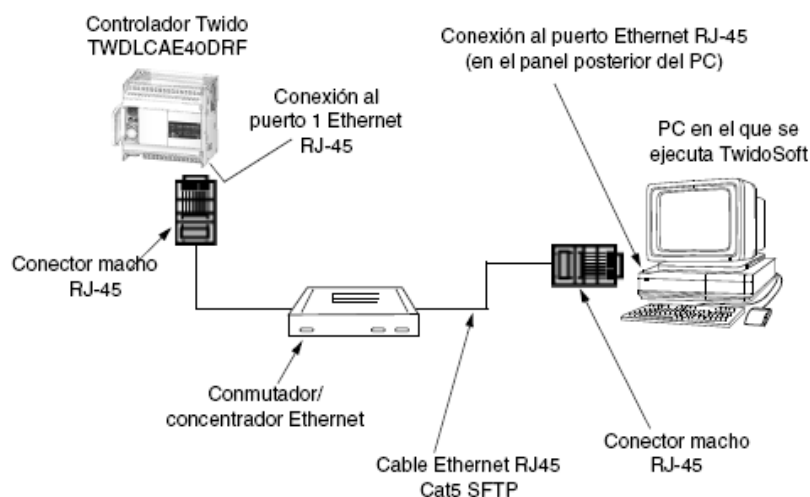 Controlador Twido
TWDLCAE40DRF
Conexión al
puerto 1 Ethernet
RJ-45
Conexión al puerto Ethernet RJ-45
(en el panel posterior del PC)
PC en el que se
ejecuta TwidoSoft
Conector macho
RJ-45
Conmutador/
concentrador Ethernet
Cable Ethernet RJ45
Cat5 SFTP
Conector macho
RJ-45